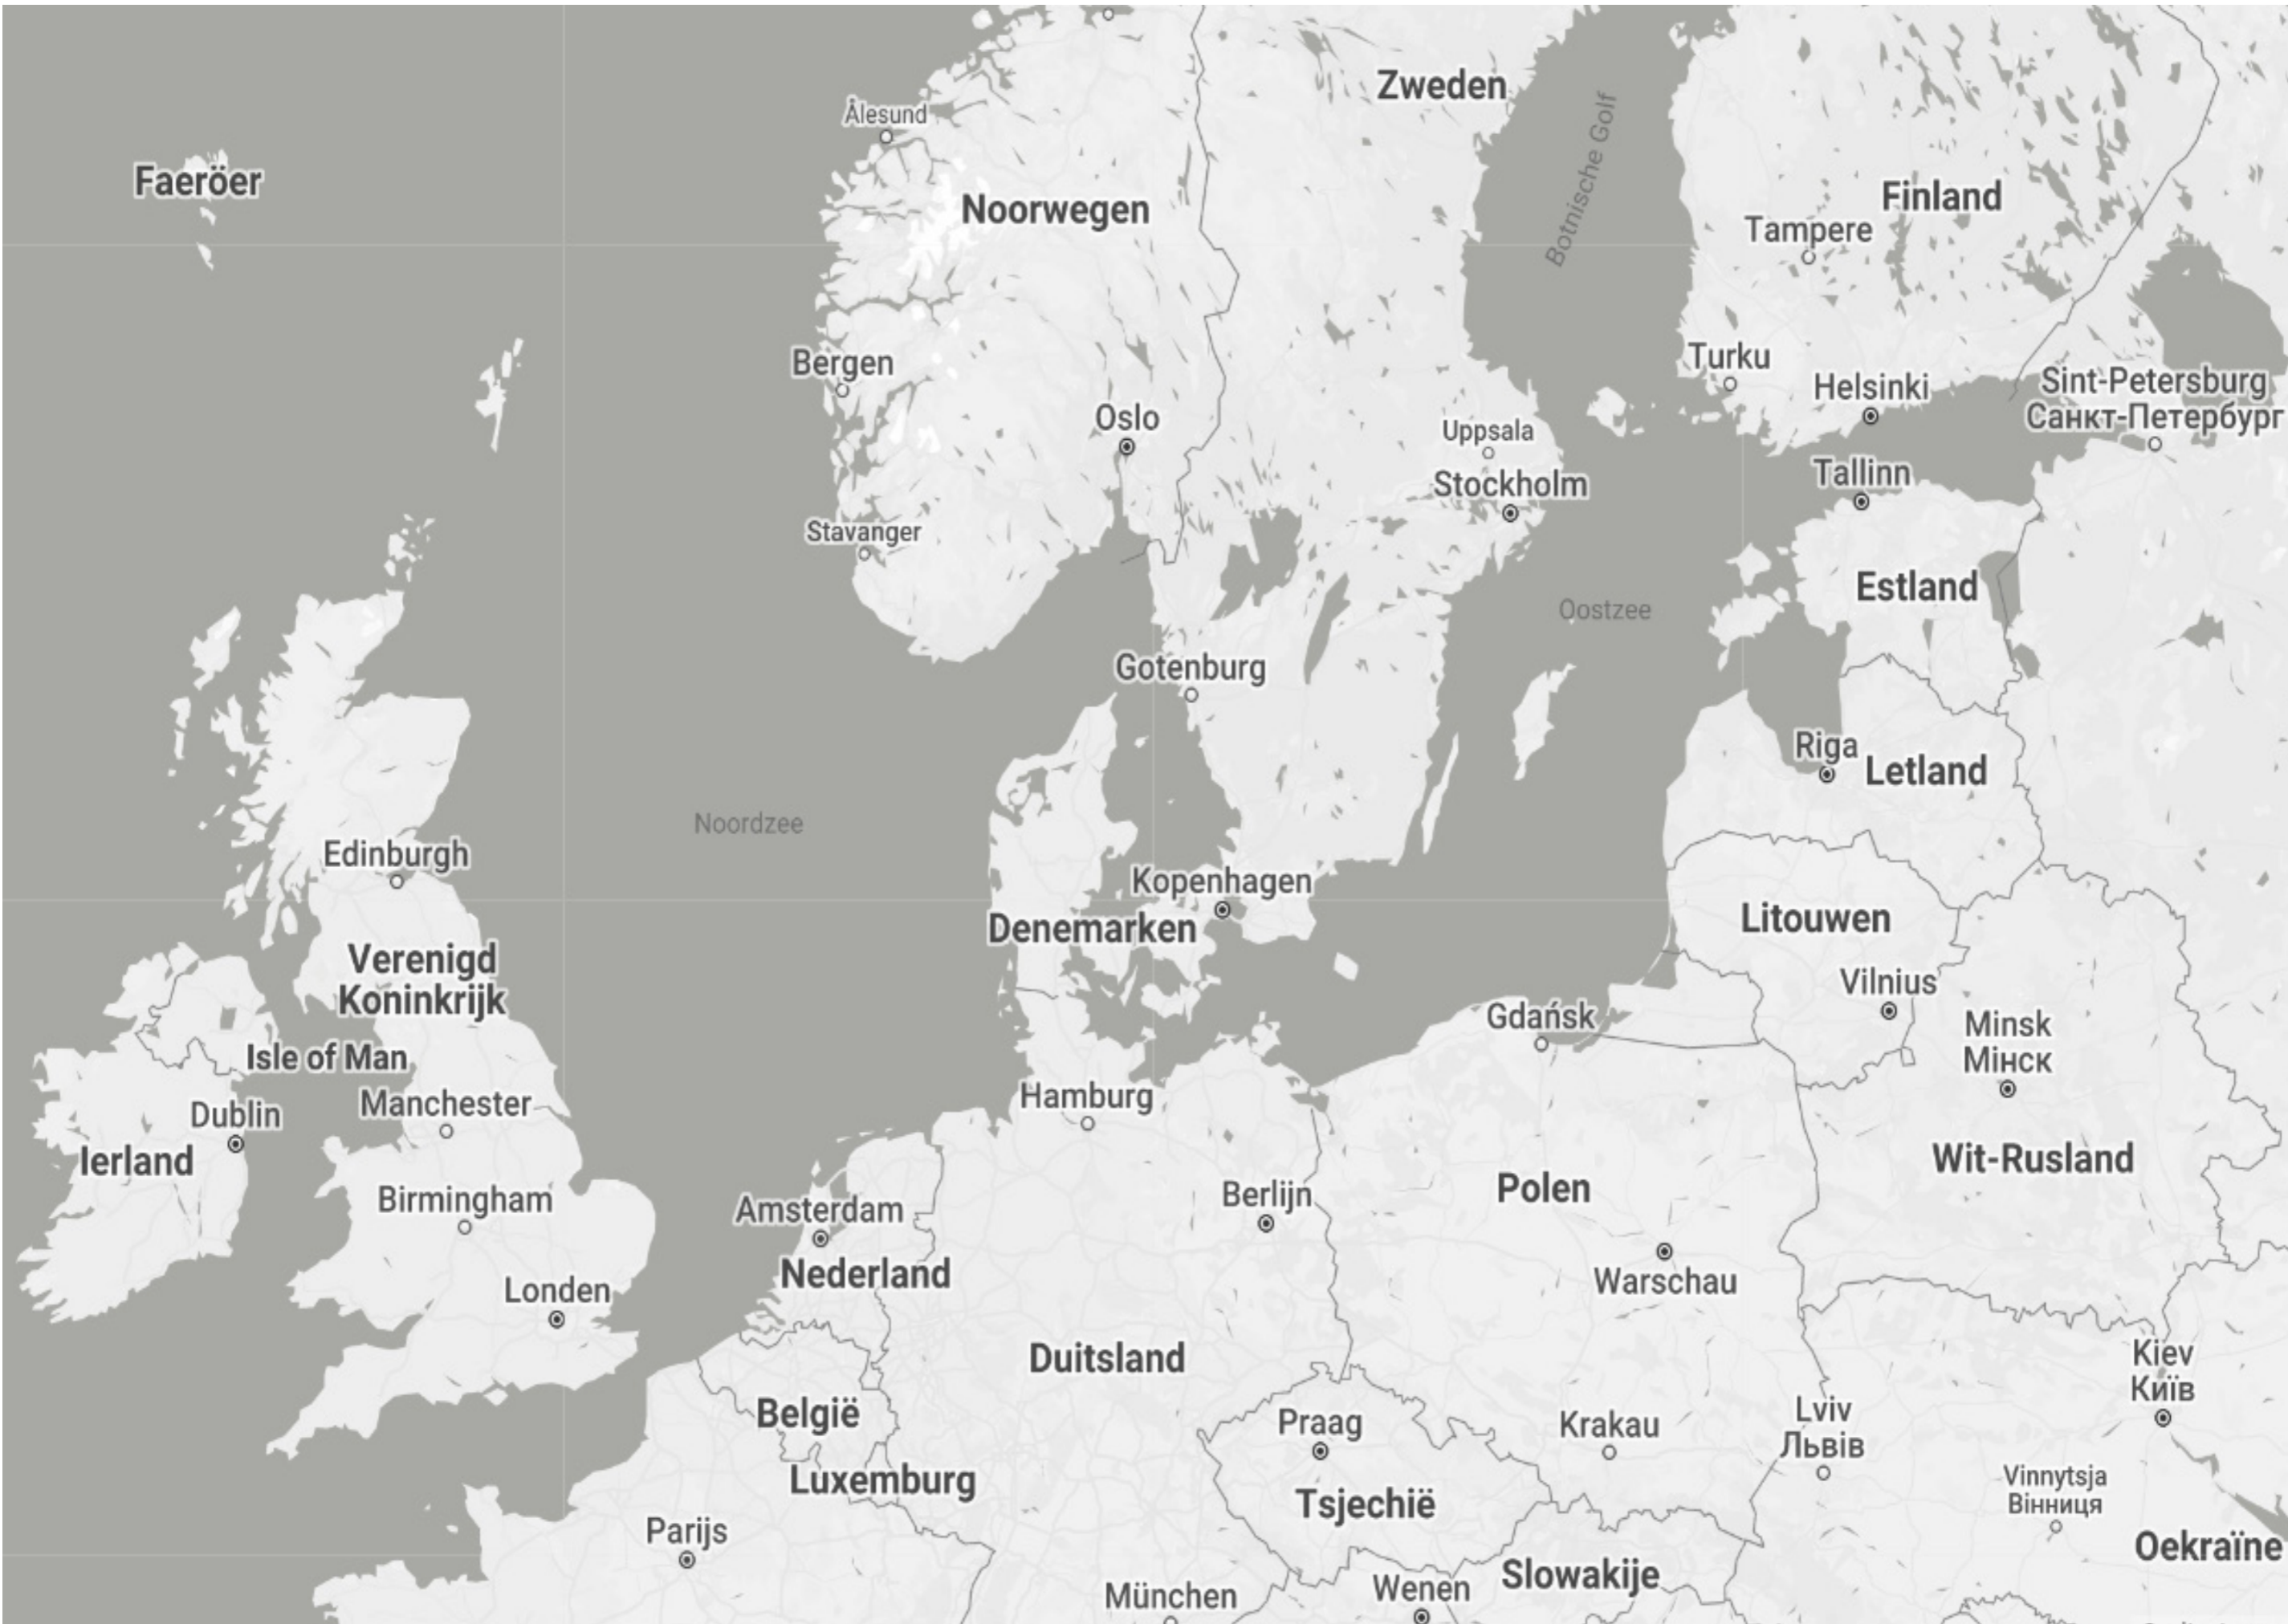 Zweden
Ålesund
Botnische Golf
Faeröer
Noorwegen
Finland
Tampere
Bergen
Turku
Helsinki
Sint-Petersburg
Санкт-Петербург
Oslo
Uppsala
Stockholm
Tallinn
Stavanger
Estland
Oostzee
Gotenburg
Riga
Letland
Noordzee
Edinburgh
Kopenhagen
Denemarken
Litouwen
Verenigd
Koninkrijk
Vilnius
Gdańsk
Minsk
Мінск
Isle of Man
Hamburg
Manchester
Dublin
Ierland
Wit-Rusland
Polen
Berlijn
Birmingham
Amsterdam
Nederland
Warschau
Londen
Duitsland
Kiev
Київ
België
Praag
Krakau
Lviv
Львів
Luxemburg
Tsjechië
Vinnytsja
Вінниця
Parijs
Oekraïne
Slowakije
Wenen
München